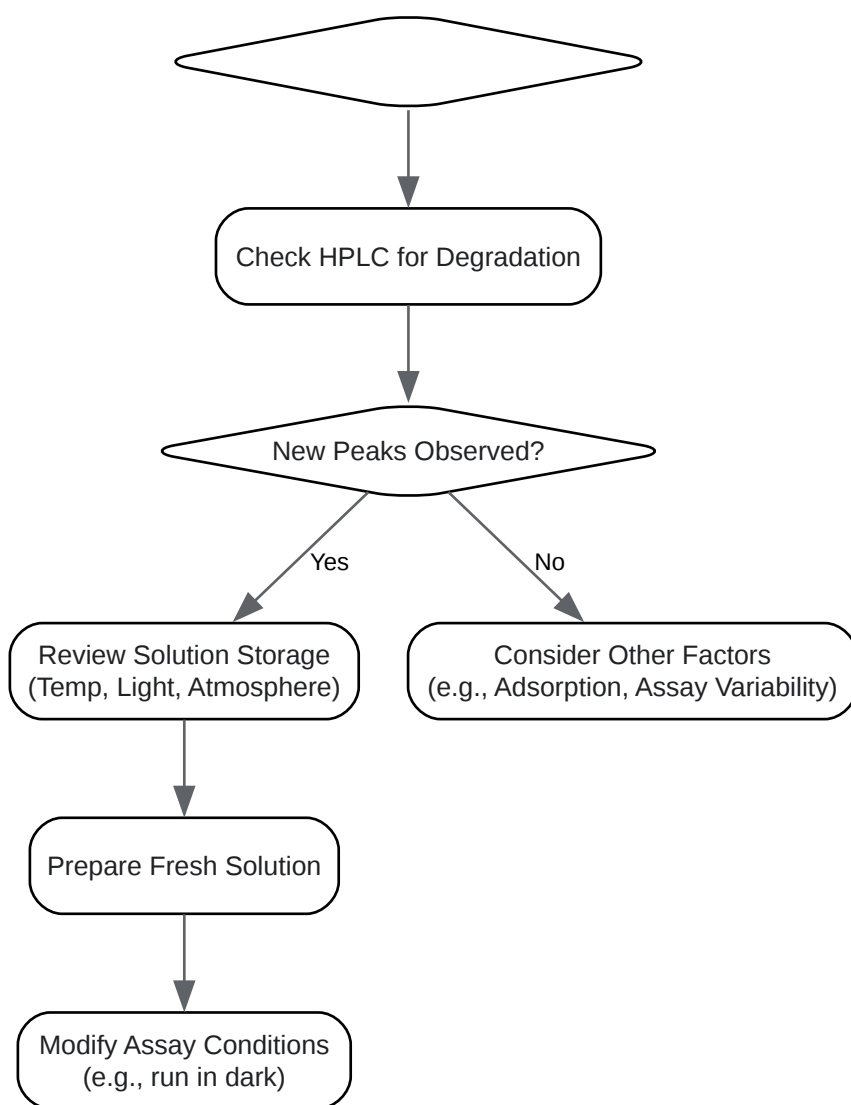 Check HPLC for Degradation
New Peaks Observed?
Yes
No
Review Solution Storage
(Temp, Light, Atmosphere)
Consider Other Factors
(e.g., Adsorption, Assay Variability)
Prepare Fresh Solution
Modify Assay Conditions
(e.g., run in dark)